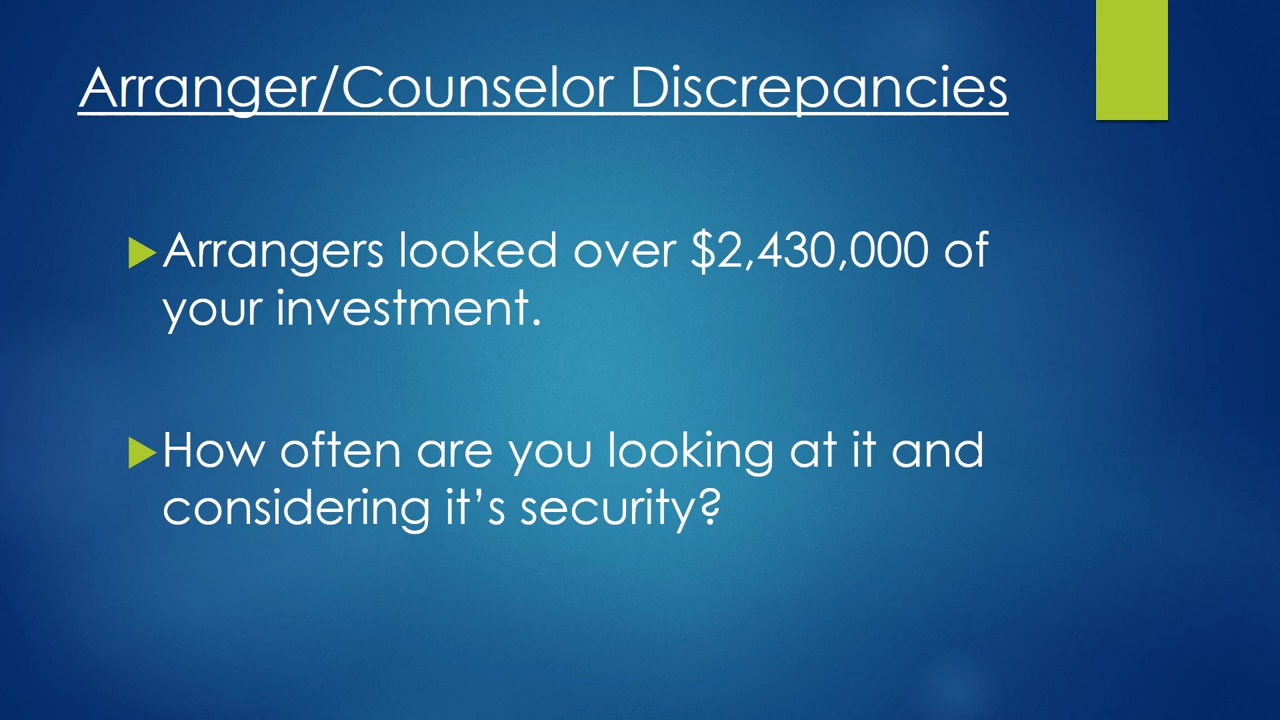 Arranger/Counselor Discrepancies
Arrangers looked over $2,430,000 of
your investment.
How often are you looking at it and
considering it’s security?